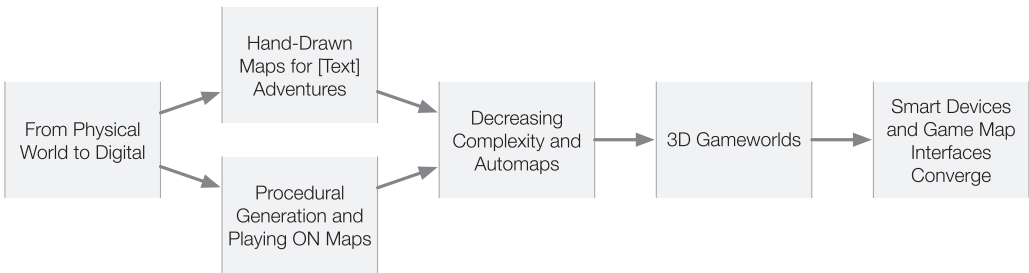 From Physical
World to Digital
Hand-Drawn
Maps for [Text]
Adventures
Procedural
Generation and
Playing ON Maps
Decreasing
Complexity and
Automaps
3D Gameworlds
Smart Devices
and Game Map
Interfaces
Converge